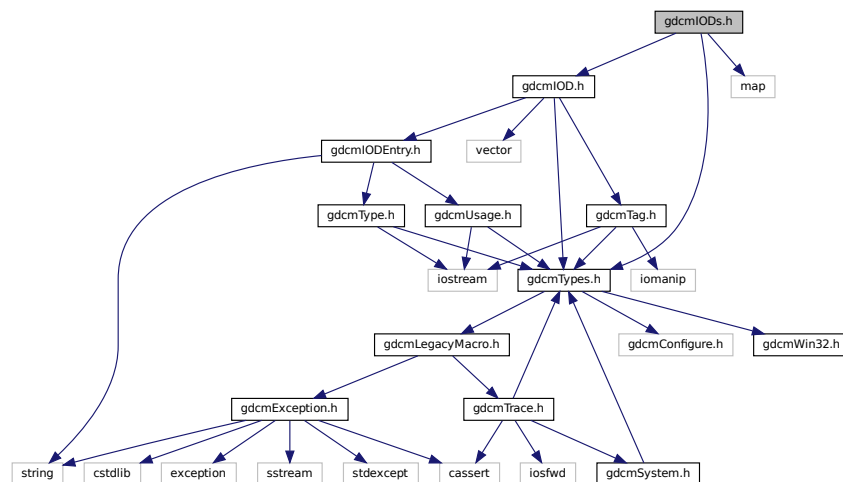 gdcmIODs.h
gdcmIOD.h
map
gdcmIODEntry.h
vector
gdcmType.h
gdcmUsage.h
gdcmTag.h
iostream
gdcmTypes.h
iomanip
gdcmLegacyMacro.h
gdcmConfigure.h
gdcmWin32.h
gdcmException.h
gdcmTrace.h
string
cstdlib
exception
sstream
stdexcept
cassert
iosfwd
gdcmSystem.h